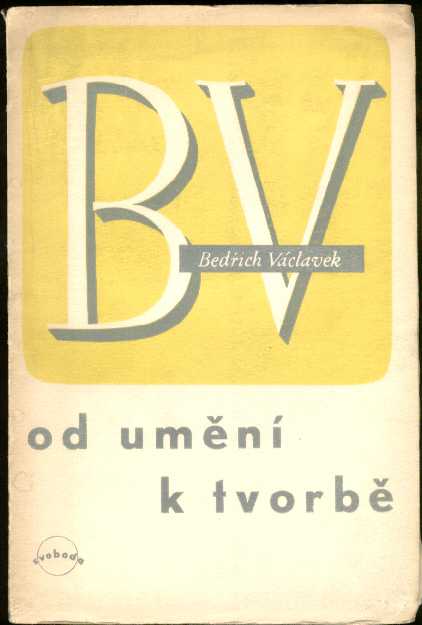 BV
Bedřich Václavek
od umění
k tvorbě
svoboda